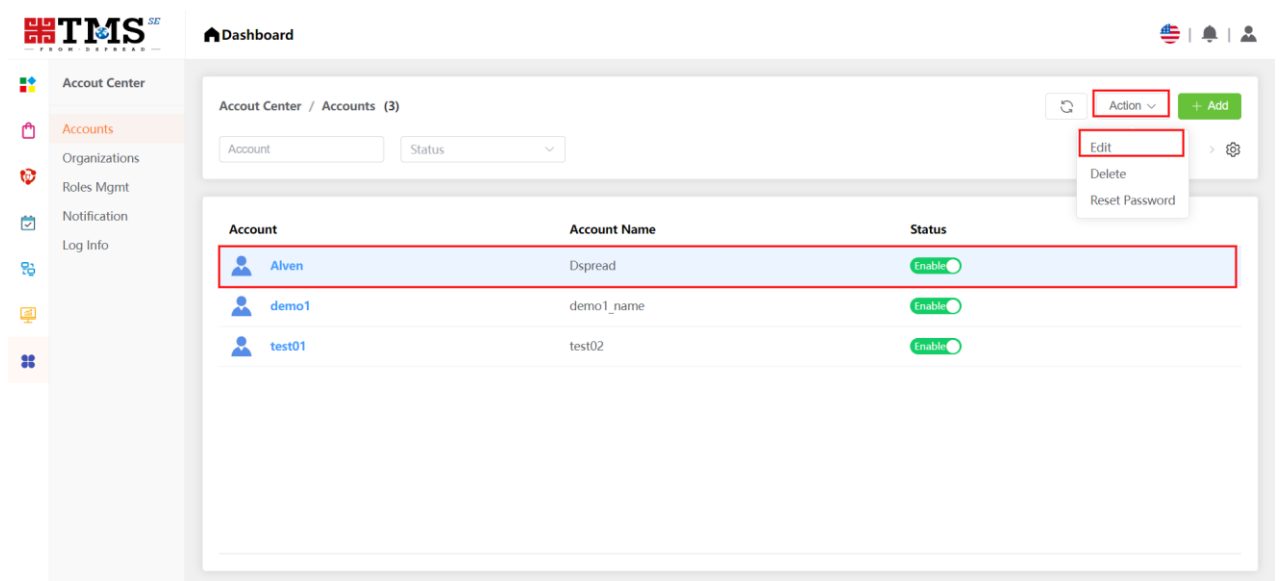 TMS SE
FROM DSPREAD
Dashboard
Accout Center
Accounts
Organizations
Roles Mgmt
Notification
Log Info
Accout Center / Accounts (3)
Action
+ Add
Account
Status
Edit
Delete
Reset Password
Account Account Name Status
Alven Dspread Enable
demo1 demo1_name Enable
test01 test02 Enable